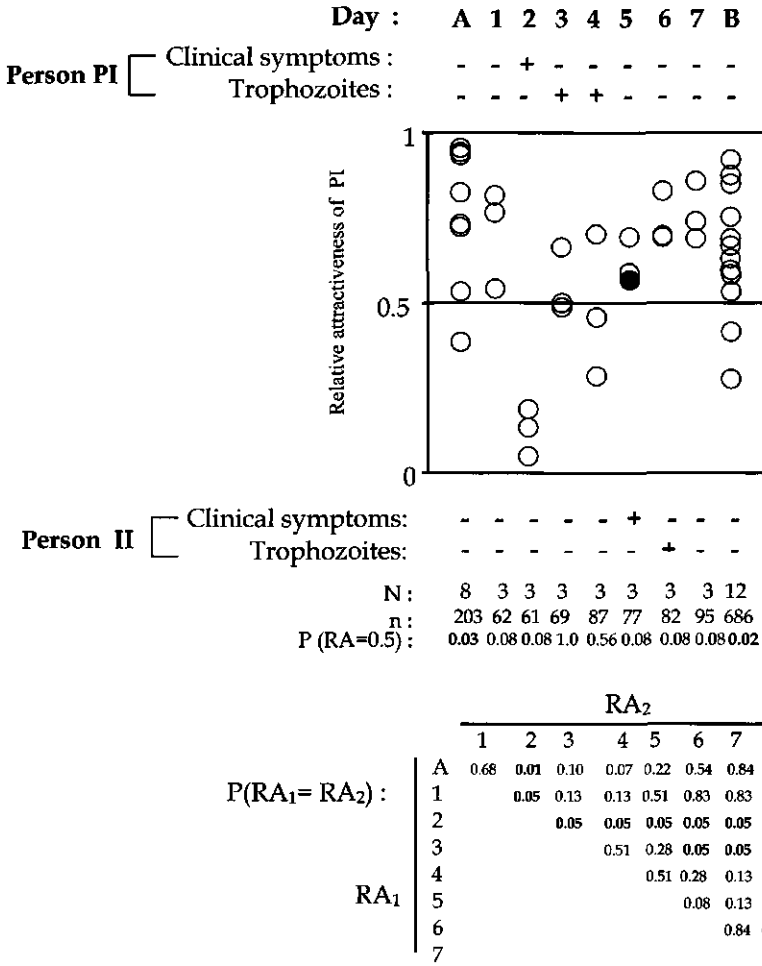 Day : A 1 2 3 4 5 6 7 B
Person PI Clinical symptoms : - - + - - - - - -
Trophozoites : - - - + + - - - -
1
0.5
0
Relative attractiveness of PI
Person II Clinical symptoms: - - - - - + - - -
Trophozoites: - - - - - - + - -
N : 8 3 3 3 3 3 3 3 12
n : 203 62 61 69 87 77 82 95 686
P (RA=0.5) : 0.03 0.08 0.08 1.0 0.56 0.08 0.08 0.08 0.02
RA2
1 2 3 4 5 6 7
A 0.68 0.01 0.10 0.07 0.22 0.54 0.84
P(RA1= RA2) : 1 0.05 0.13 0.13 0.51 0.83 0.83
2 0.05 0.05 0.05 0.05 0.05
3 0.51 0.28 0.05 0.05
4 0.51 0.28 0.13
RA1 5 0.08 0.13
6 0.84
7